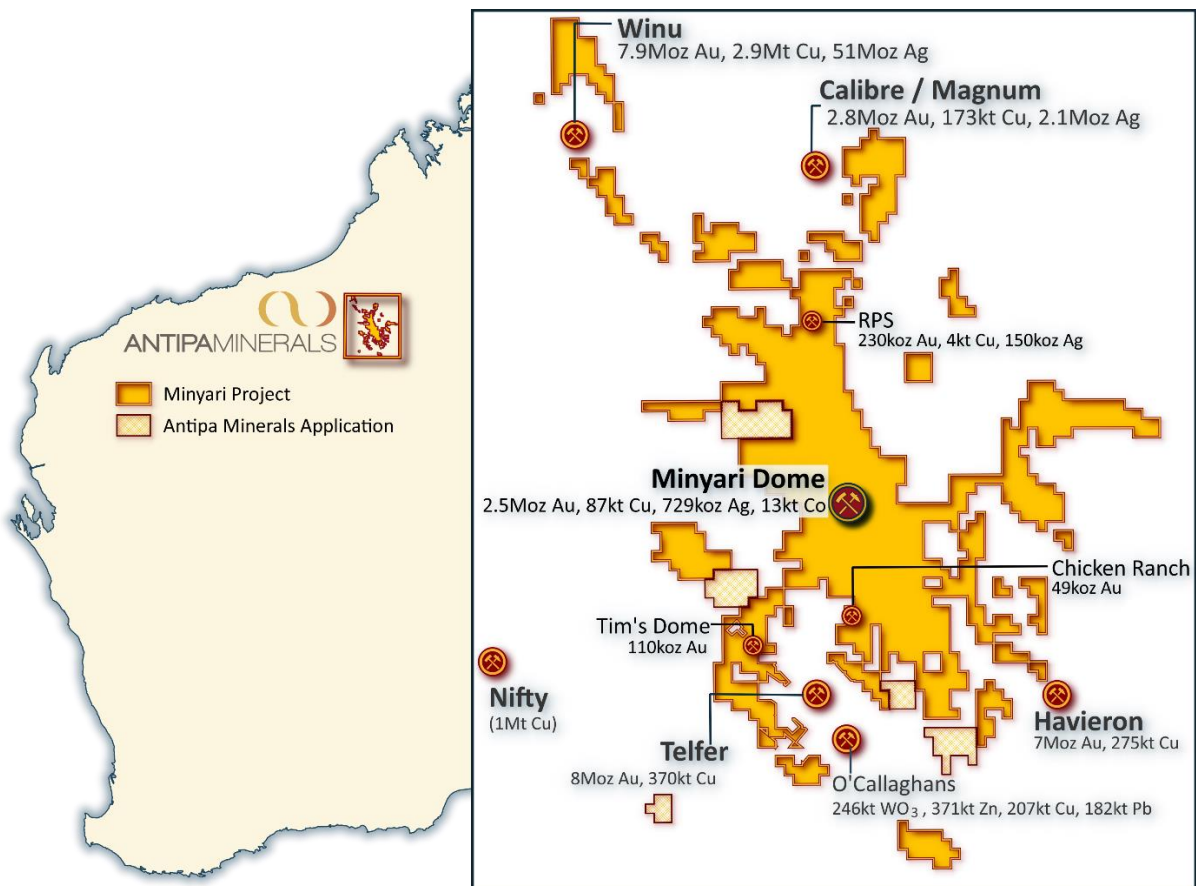 Winu
7.9Moz Au, 2.9Mt Cu, 51Moz Ag
Calibre / Magnum
2.8Moz Au, 173kt Cu, 2.1Moz Ag
ANTIPAMINERALS
Minyari Project
Antipa Minerals Application
RPS
230koz Au, 4kt Cu, 150koz Ag
Minyari Dome
2.5Moz Au, 87kt Cu, 729koz Ag, 13kt Co
Chicken Ranch
49koz Au
Tim's Dome
110koz Au
Nifty
(1Mt Cu)
Telfer
8Moz Au, 370kt Cu
Havieron
7Moz Au, 275kt Cu
O'Callaghans
246kt WO₃ , 371kt Zn, 207kt Cu, 182kt Pb